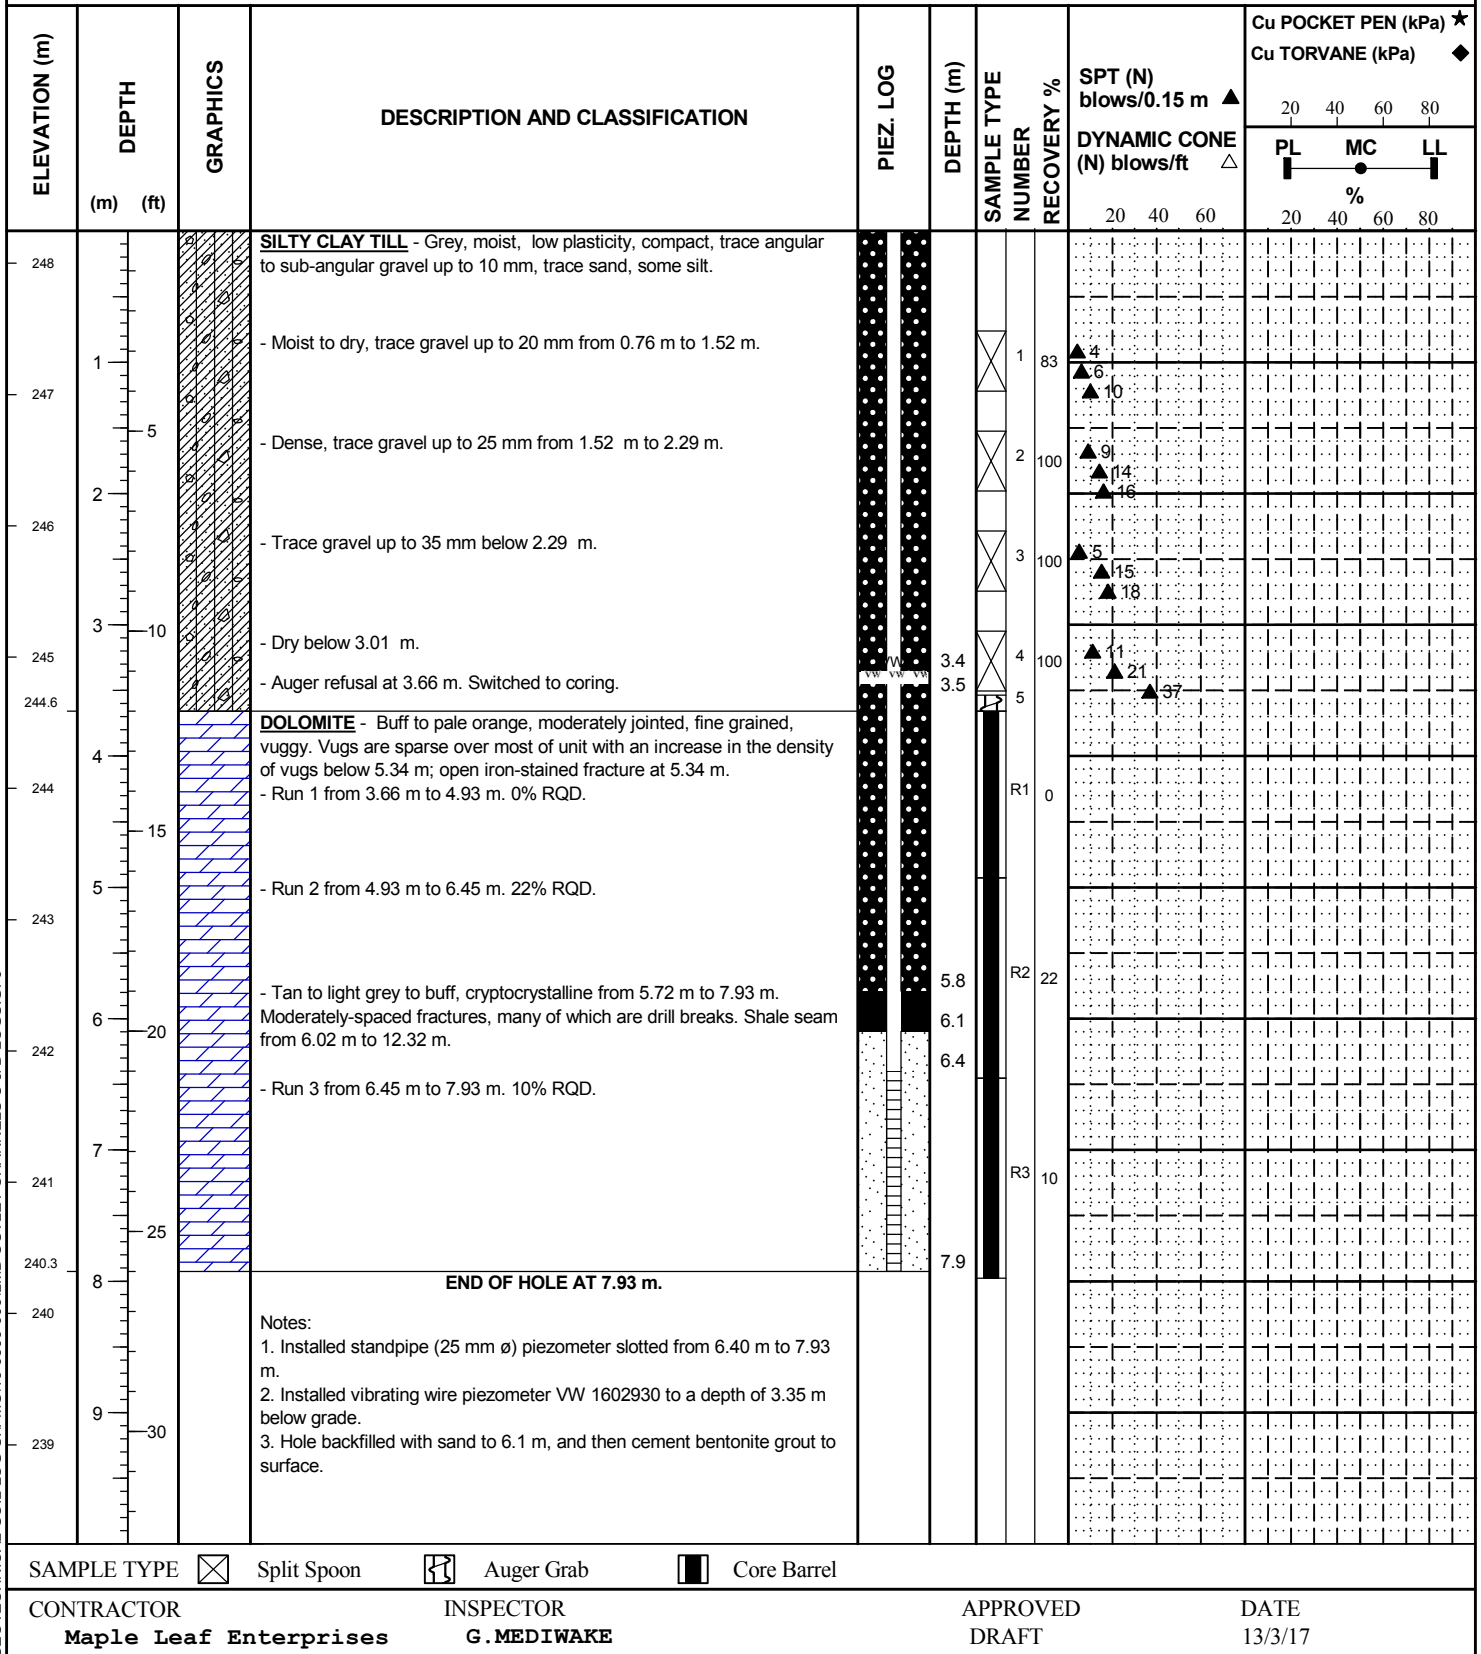 ELEVATION (m)
DEPTH
(m) (ft)
GRAPHICS
DESCRIPTION AND CLASSIFICATION
PIEZ. LOG
DEPTH (m)
SAMPLE TYPE
NUMBER
RECOVERY %
SPT (N)
blows/0.15 m
DYNAMIC CONE
(N) blows/ft
20 40 60
Cu POCKET PEN (kPa)
Cu TORVANE (kPa)
20 40 60 80
PL MC LL
%
20 40 60 80
SILTY CLAY TILL - Grey, moist, low plasticity, compact, trace angular
to sub-angular gravel up to 10 mm, trace sand, some silt.
248
- Moist to dry, trace gravel up to 20 mm from 0.76 m to 1.52 m.
1
1 83
4
6
10
247
5
- Dense, trace gravel up to 25 mm from 1.52 m to 2.29 m.
2 100
9
14
16
2
246
- Trace gravel up to 35 mm below 2.29 m.
3 100
5
15
18
3
10
- Dry below 3.01 m.
245
3.4
4 100
11
21
37
- Auger refusal at 3.66 m. Switched to coring.
vw vw vw
3.5
5
244.6
DOLOMITE - Buff to pale orange, moderately jointed, fine grained,
vuggy. Vugs are sparse over most of unit with an increase in the density
of vugs below 5.34 m; open iron-stained fracture at 5.34 m.
4
244
- Run 1 from 3.66 m to 4.93 m. 0% RQD.
R1 0
15
5
- Run 2 from 4.93 m to 6.45 m. 22% RQD.
243
R2 22
5.8
- Tan to light grey to buff, cryptocrystalline from 5.72 m to 7.93 m.
Moderately-spaced fractures, many of which are drill breaks. Shale seam
from 6.02 m to 12.32 m.
6
6.1
20
242
6.4
- Run 3 from 6.45 m to 7.93 m. 10% RQD.
7
241
R3 10
25
240.3
7.9
8
END OF HOLE AT 7.93 m.
240
Notes:
1. Installed standpipe (25 mm ø) piezometer slotted from 6.40 m to 7.93
m.
2. Installed vibrating wire piezometer VW 1602930 to a depth of 3.35 m
below grade.
9
30
239
3. Hole backfilled with sand to 6.1 m, and then cement bentonite grout to
surface.
SAMPLE TYPE Split Spoon Auger Grab Core Barrel
CONTRACTOR INSPECTOR APPROVED DATE
Maple Leaf Enterprises G.MEDIWAKE DRAFT 13/3/17